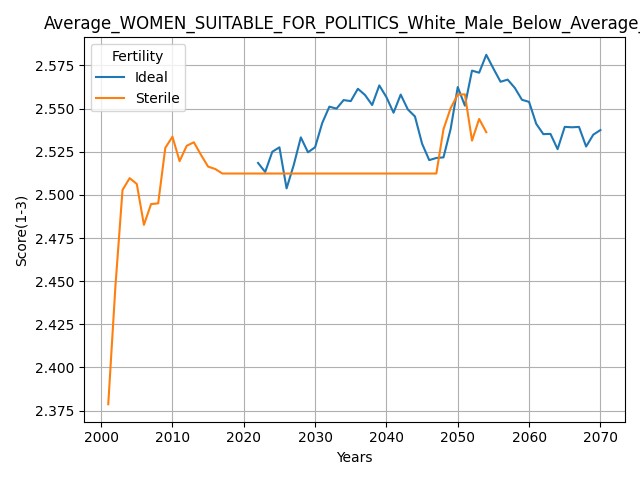 Average_WOMEN_SUITABLE_FOR_POLITICS_White_Male_Below_Average_
Fertility
Ideal
Sterile
Score(1-3)
2.575
2.550
2.525
2.500
2.475
2.450
2.425
2.400
2.375
2000 2010 2020 2030 2040 2050 2060 2070
Years